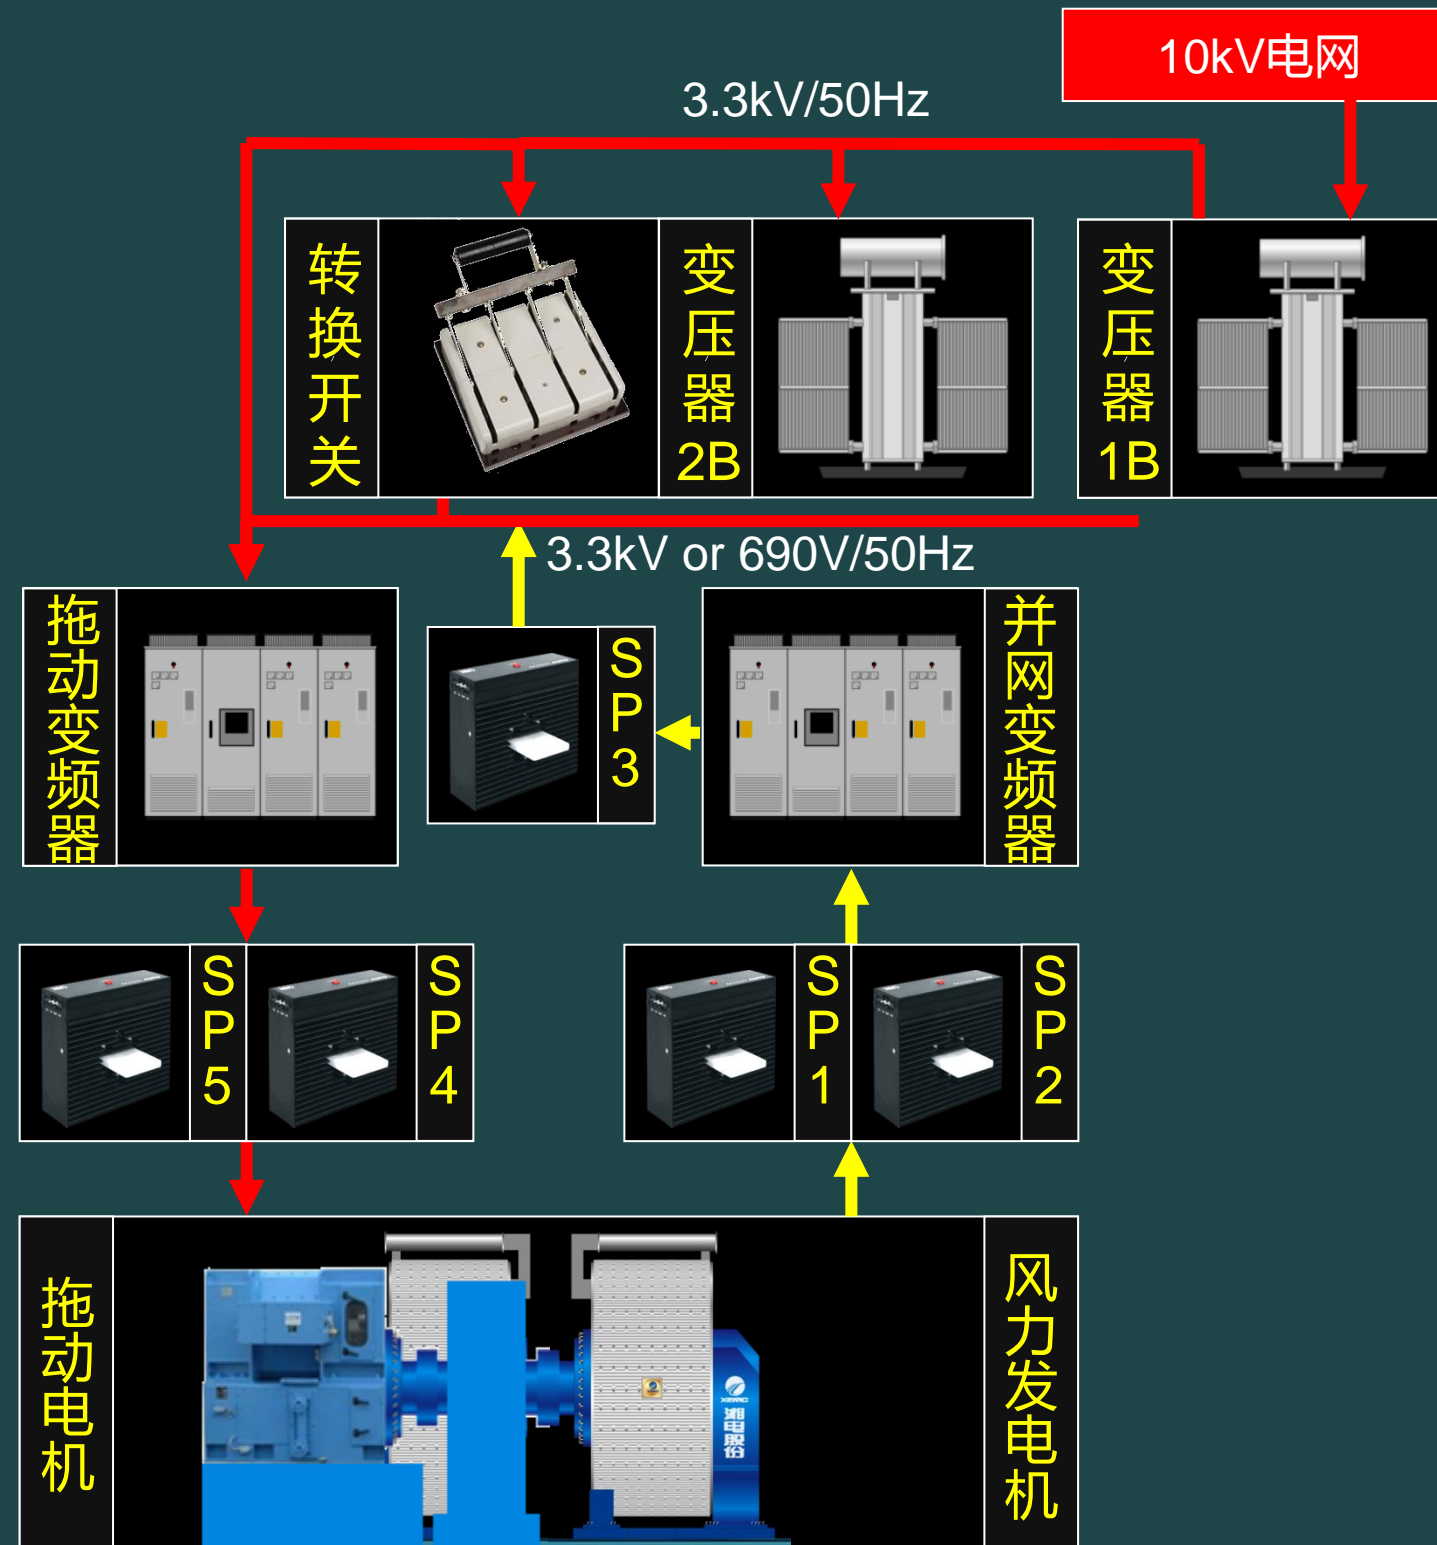 10kV电网
3.3kV/50Hz
转换开关
变压器2B
变压器1B
3.3kV or 690V/50Hz
拖动变频器
SP3
并网变频器
SP5
SP4
SP1
SP2
拖动电机
XEMC
湘电股份
风力发电机